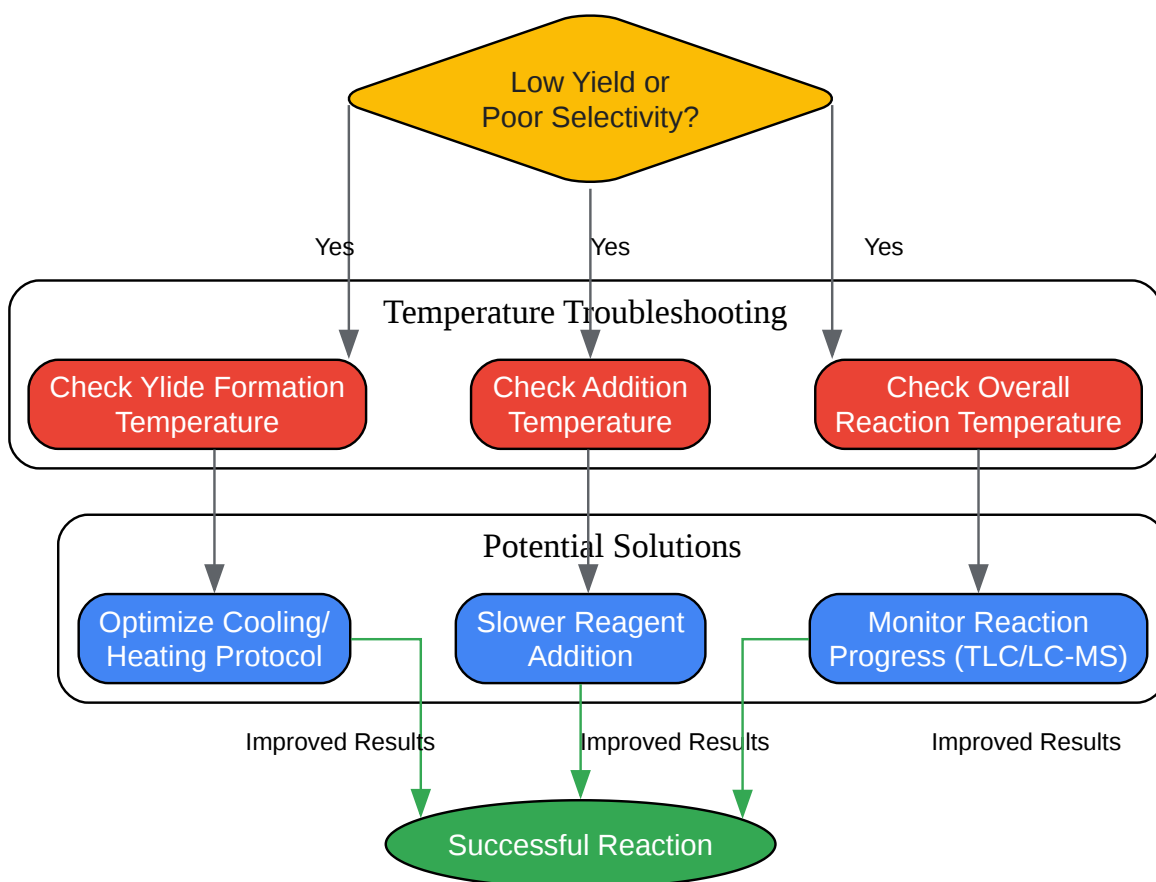 Low Yield or
Poor Selectivity?
Yes
Yes
Yes
Temperature Troubleshooting
Check Ylide Formation
Temperature
Check Addition
Temperature
Check Overall
Reaction Temperature
Potential Solutions
Optimize Cooling/
Heating Protocol
Slower Reagent
Addition
Monitor Reaction
Progress (TLC/LC-MS)
Improved Results
Improved Results
Improved Results
Successful Reaction